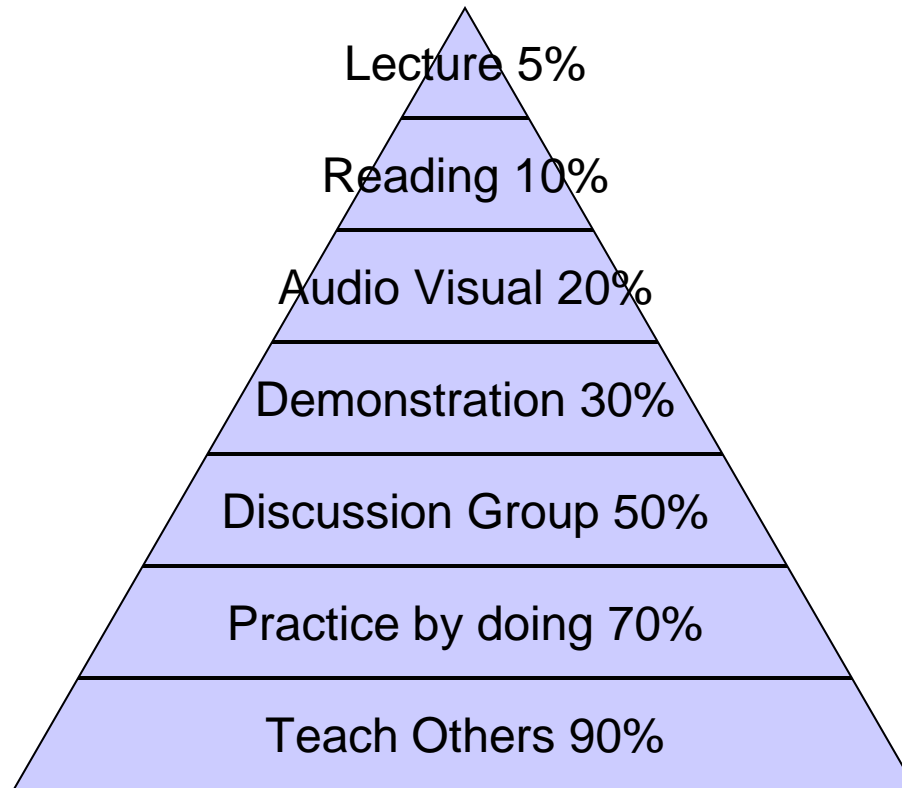 Lecture 5%
Reading 10%
Audio Visual 20%
Demonstration 30%
Discussion Group 50%
Practice by doing 70%
Teach Others 90%